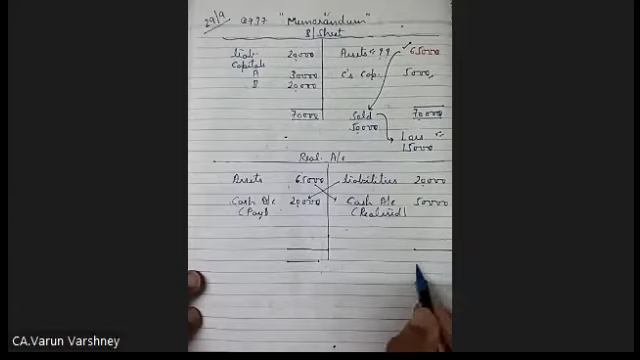 29/9 Q 737 "Memorandum"
B/Sheet
Liab- 20000 Assets ?? 65000
Capitals
A 30000 C's Cap. 5000
B 20000
70000 Sold 70000
50000
Loss
15000
Real. A/c
Assets 65000 Liabilities 20000
Cash A/c 20000 Cash A/c 50000
(Pay) (Realised)
CA.Varun Varshney